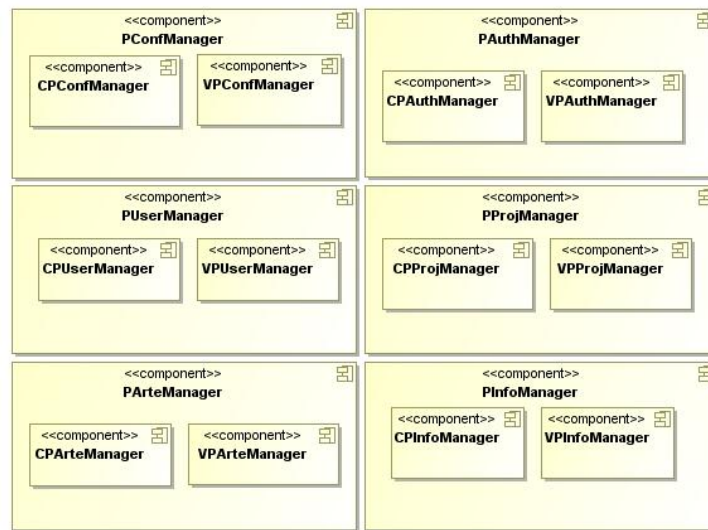 <<component>>
PConfManager
<<component>>
CPConfManager
<<component>>
VPConfManager
<<component>>
PAuthManager
<<component>>
CPAuthManager
<<component>>
VPAuthManager
<<component>>
PUserManager
<<component>>
CPUserManager
<<component>>
VPUserManager
<<component>>
PProjManager
<<component>>
CPProjManager
<<component>>
VPProjManager
<<component>>
PArteManager
<<component>>
CPArteManager
<<component>>
VPArteManager
<<component>>
PInfoManager
<<component>>
CPInfoManager
<<component>>
VPInfoManager